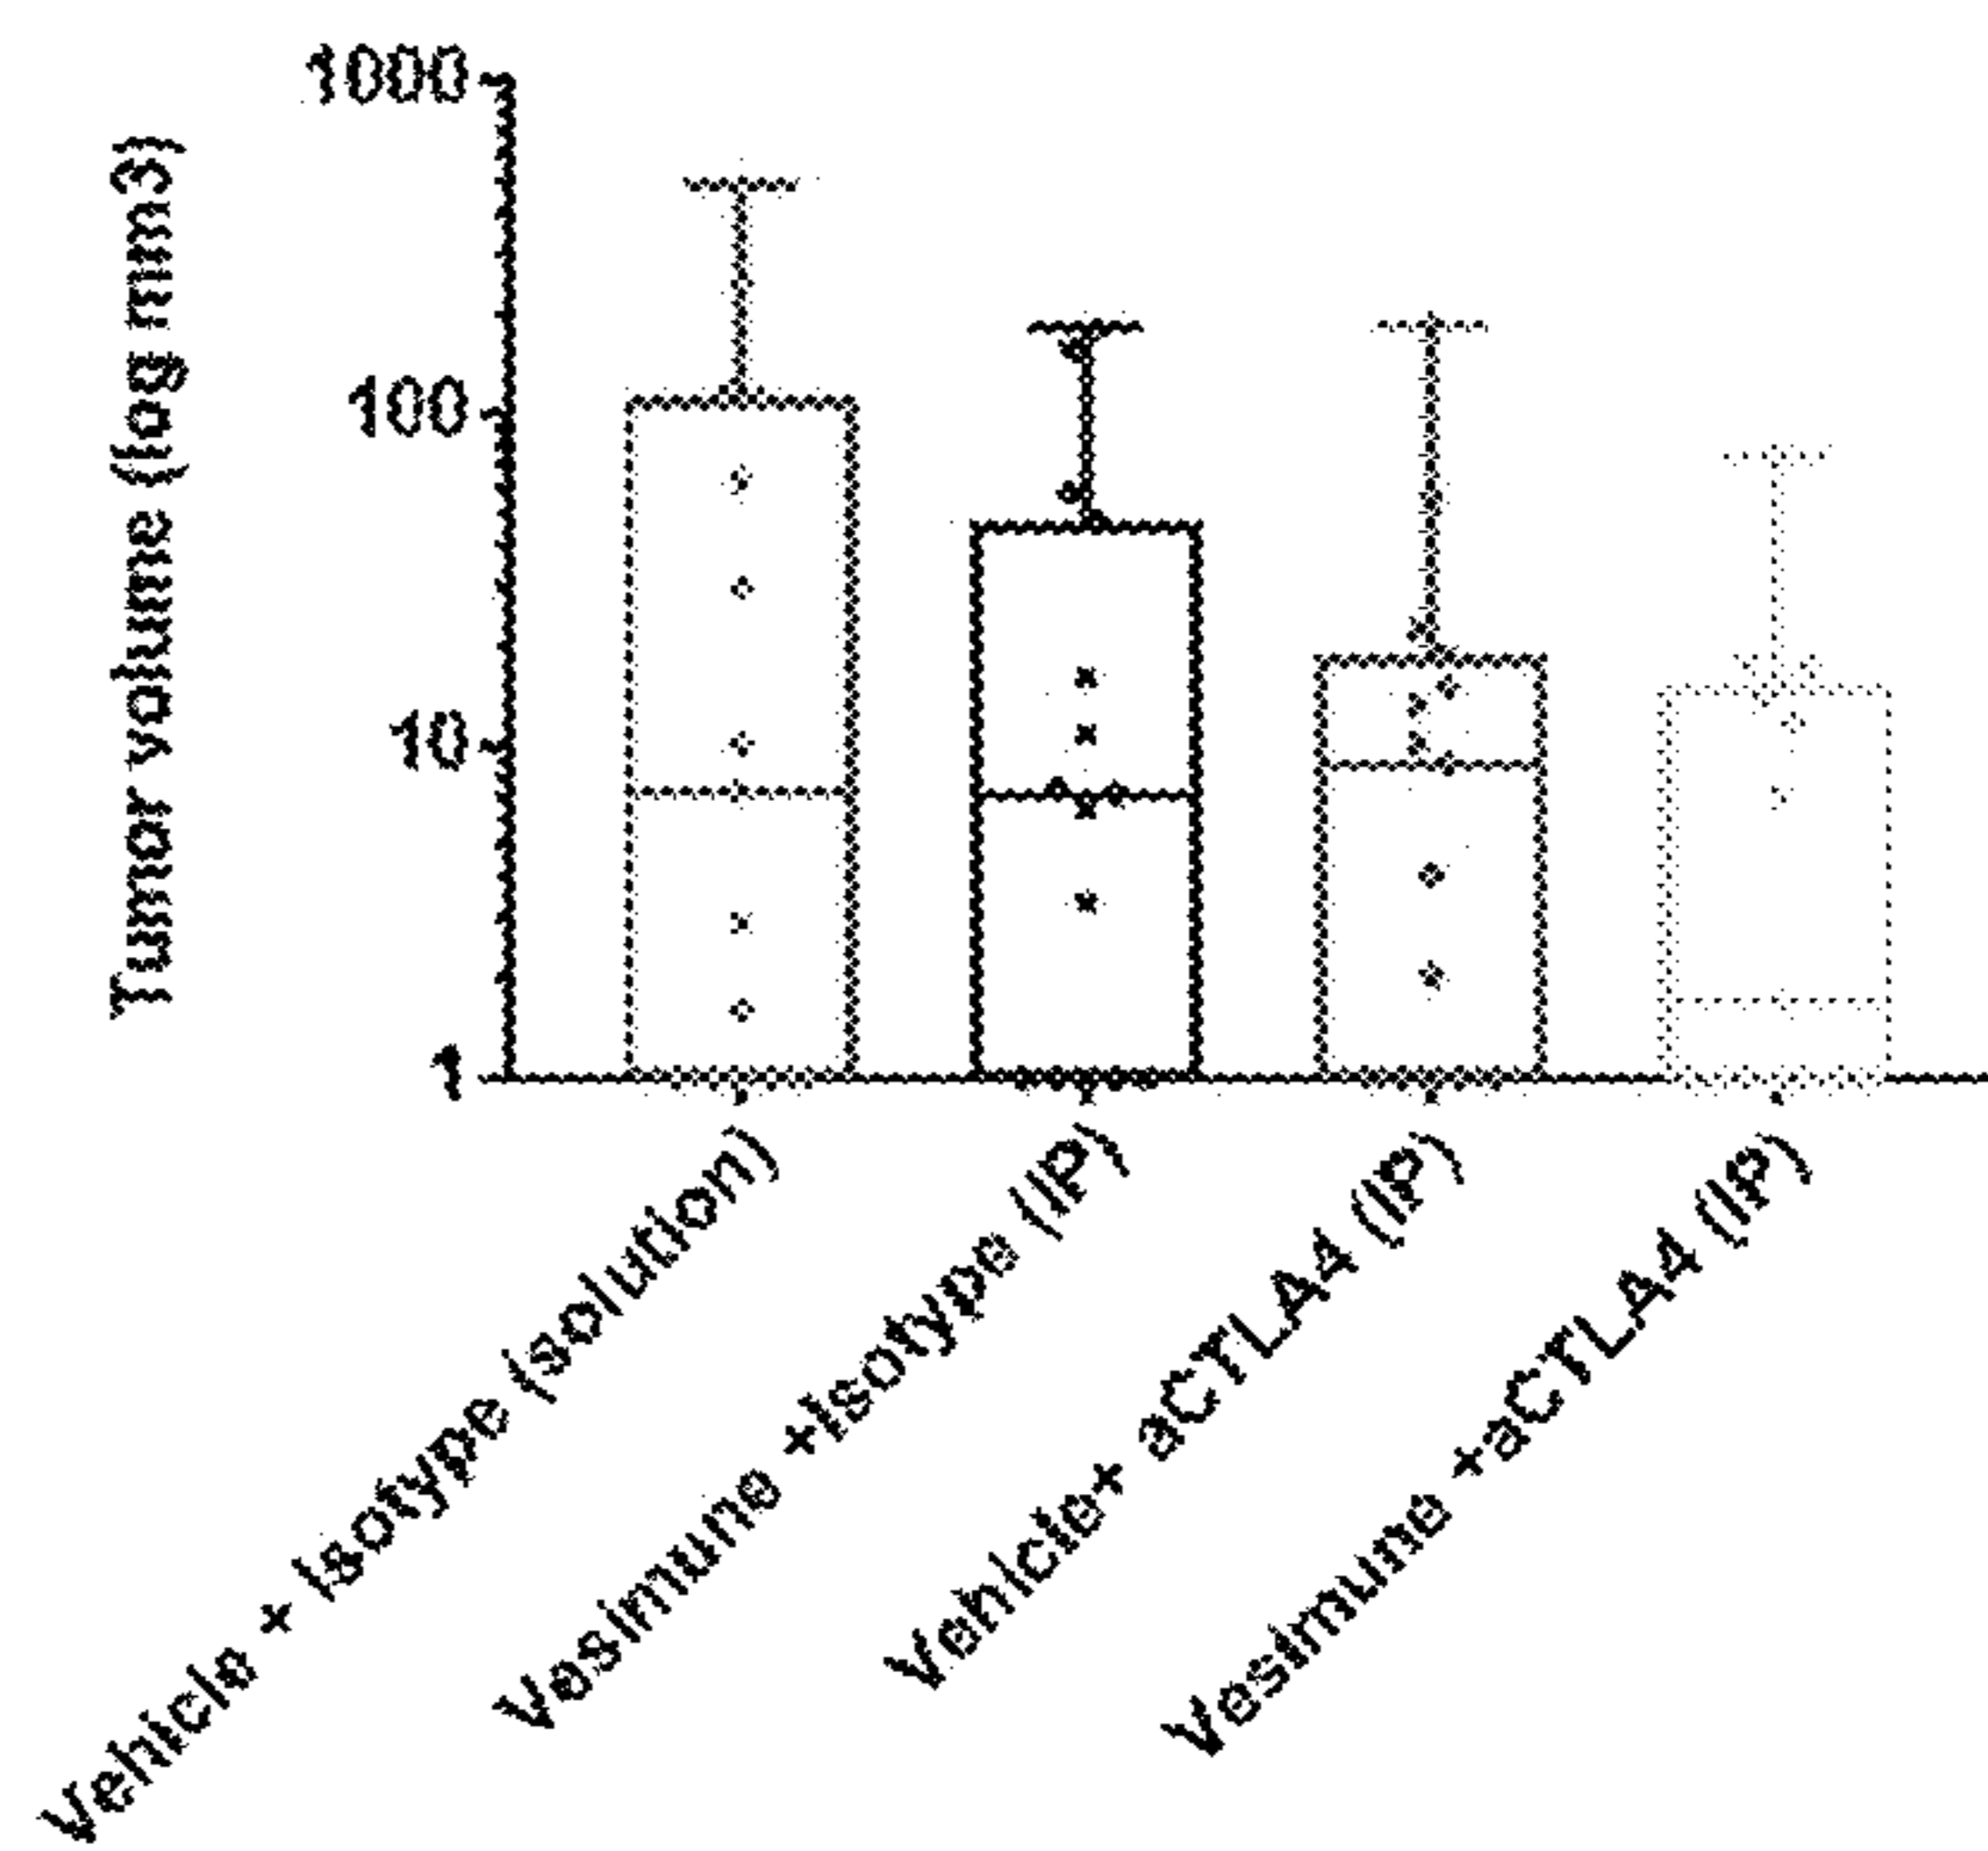 Tumor volume (log mm3)
1000
100
10
1
Vehicle + Isotype (solution)
Vesimune +Isotype (IP)
Vehicle+ aCTLA4 (IP)
Vesimune +aCTLA4 (IP)